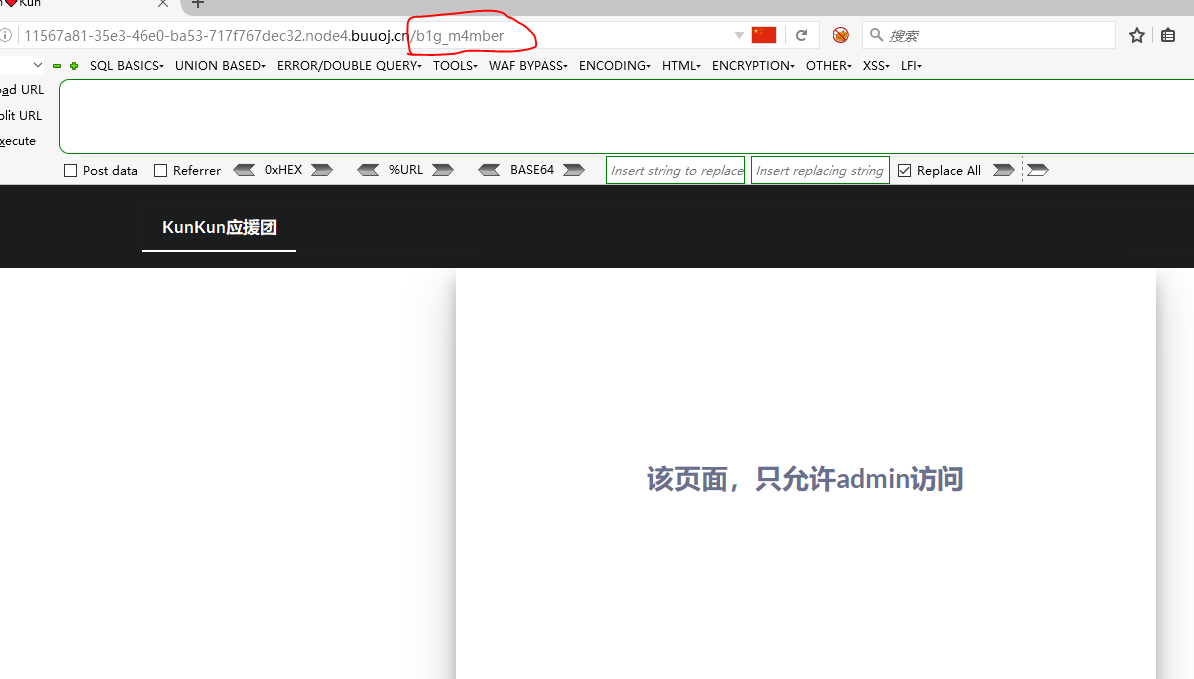 Kun
11567a81-35e3-46e0-ba53-717f767dec32.node4.buuoj.cn/b1g_m4mber
搜索
SQL BASICS UNION BASED ERROR/DOUBLE QUERY TOOLS WAF BYPASS ENCODING HTML ENCRYPTION OTHER XSS LFI
ad URL
plit URL
xecute
Post data Referrer 0xHEX %URL BASE64 Insert string to replace Insert replacing string Replace All
KunKun应援团
该页面，只允许admin访问